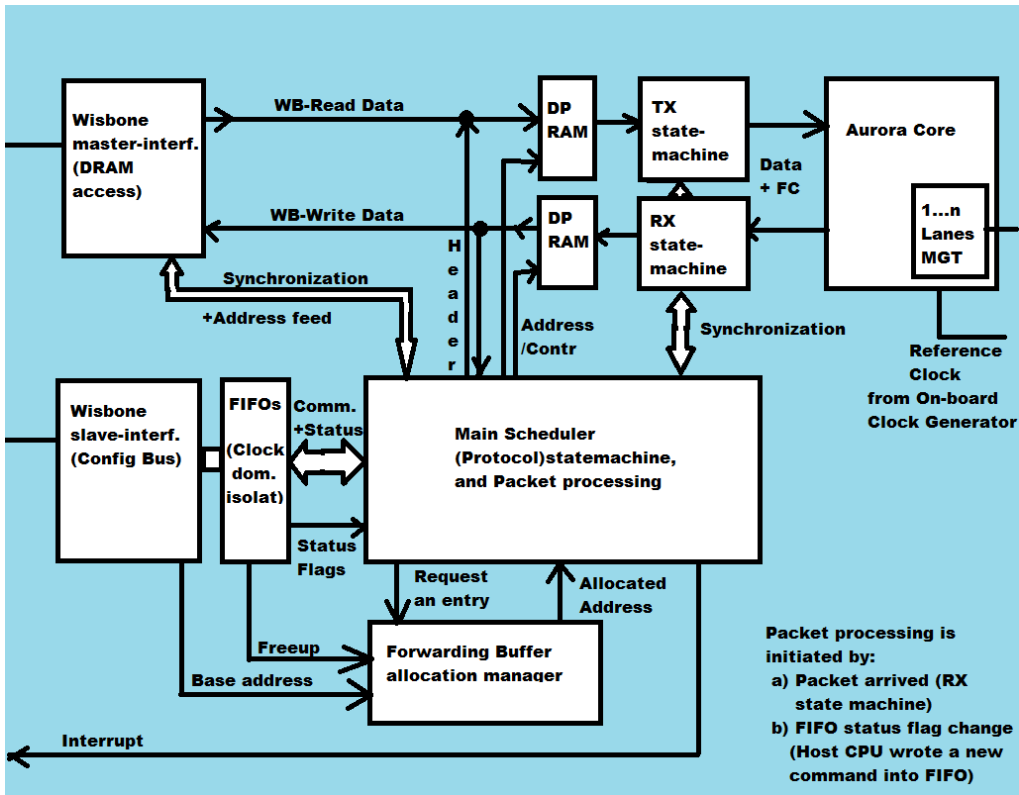 Wisbone
master-interf.
(DRAM
access)
WB-Read Data
DP
RAM
TX
state-
machine
Aurora Core
Data
+ FC
1...n
Lanes
MGT
WB-Write Data
DP
RAM
RX
state-
machine
Header
Synchronization
+Address feed
Address
/Contr
Synchronization
Reference
Clock
from On-board
Clock Generator
Wisbone
slave-interf.
(Config Bus)
FIFOs
(Clock
dom.
isolat)
Comm.
+Status
Main Scheduler
(Protocol)statemachine,
and Packet processing
Status
Flags
Request
an entry
Allocated
Address
Freeup
Base address
Forwarding Buffer
allocation manager
Interrupt
Packet processing is
initiated by:
a) Packet arrived (RX
state machine)
b) FIFO status flag change
(Host CPU wrote a new
command into FIFO)